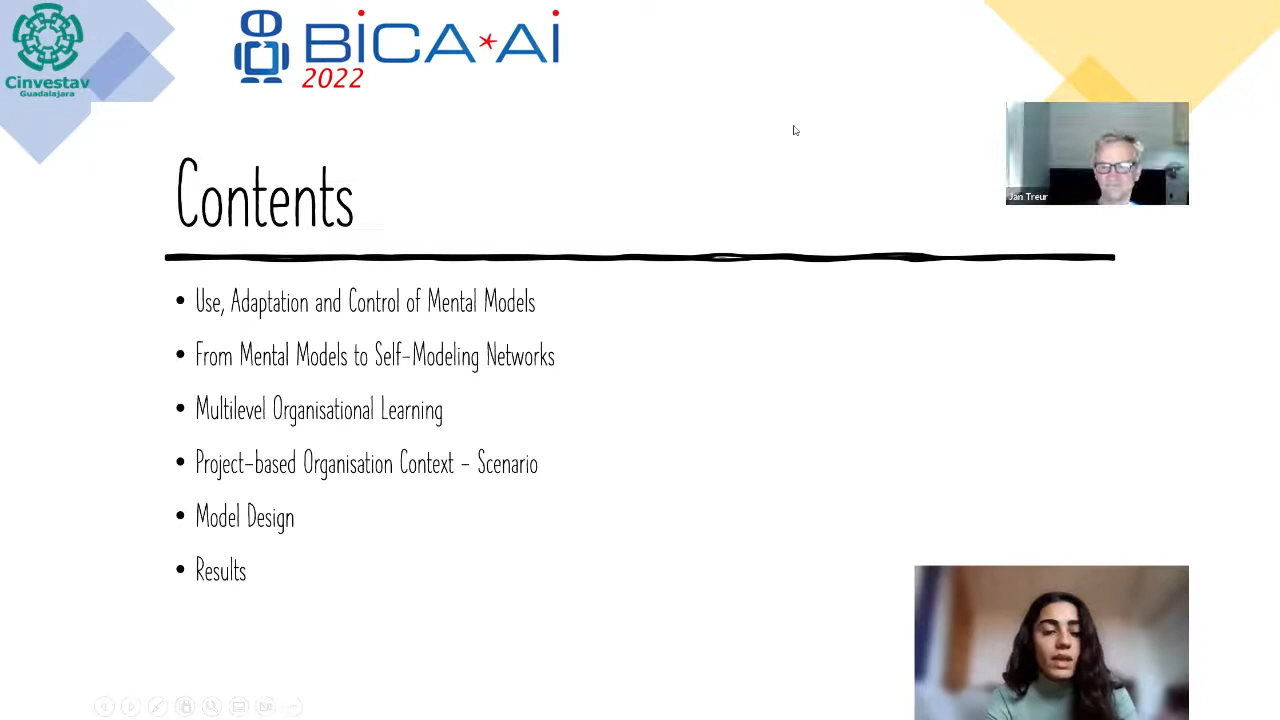 Cinvestav
Guadalajara
BiCA*Ai
2022
Jan Treur
Contents
• Use, Adaptation and Control of Mental Models
• From Mental Models to Self-Modeling Networks
• Multilevel Organisational Learning
• Project-based Organisation Context - Scenario
• Model Design
• Results